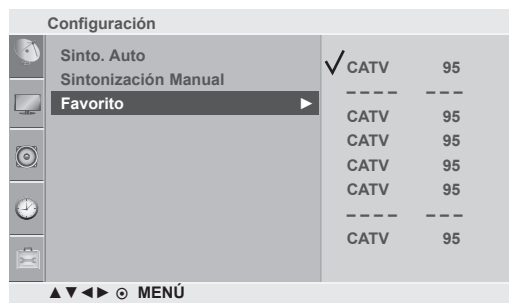 Configuración
Sinto. Auto
Sintonización Manual
Favorito ▶
✓ CATV 95
---- ---
CATV 95
CATV 95
CATV 95
CATV 95
---- ---
CATV 95
▲▼◀▶ ⊙ MENÚ